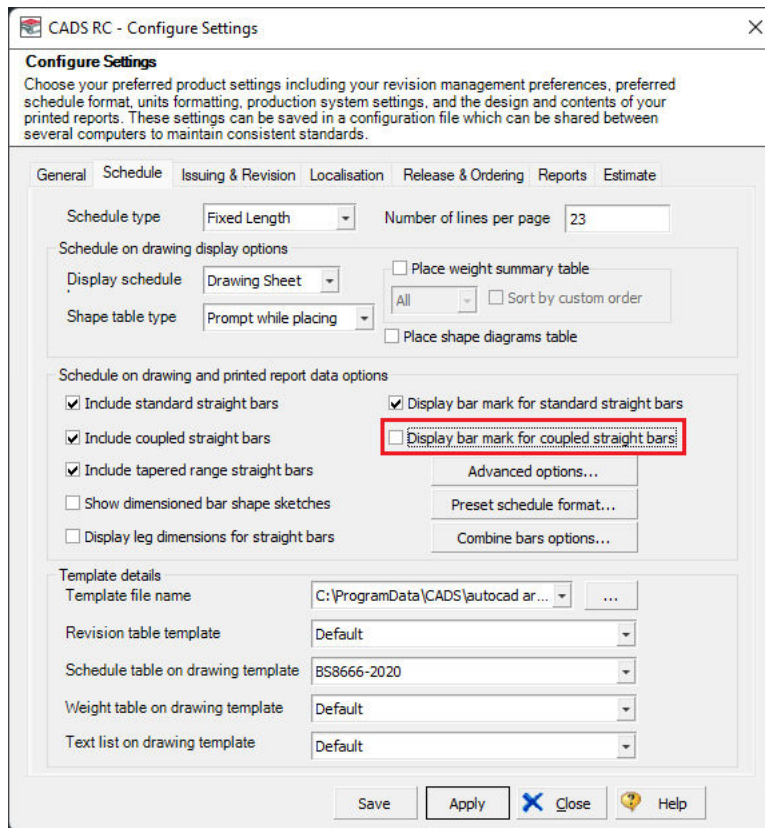 CADS RC - Configure Settings
Configure Settings
Choose your preferred product settings including your revision management preferences, preferred
schedule format, units formatting, production system settings, and the design and contents of your
printed reports. These settings can be saved in a configuration file which can be shared between
several computers to maintain consistent standards.
General Schedule Issuing & Revision Localisation Release & Ordering Reports Estimate
Schedule type Fixed Length Number of lines per page 23
Schedule on drawing display options
Display schedule Drawing Sheet Place weight summary table
All Sort by custom order
Shape table type Prompt while placing
Place shape diagrams table
Schedule on drawing and printed report data options
Include standard straight bars Display bar mark for standard straight bars
Include coupled straight bars Display bar mark for coupled straight bars
Include tapered range straight bars Advanced options...
Show dimensioned bar shape sketches Preset schedule format...
Display leg dimensions for straight bars Combine bars options...
Template details
Template file name C:\ProgramData\CADS\autocad ar... ...
Revision table template Default
Schedule table on drawing template BS8666-2020
Weight table on drawing template Default
Text list on drawing template Default
Save Apply Close Help